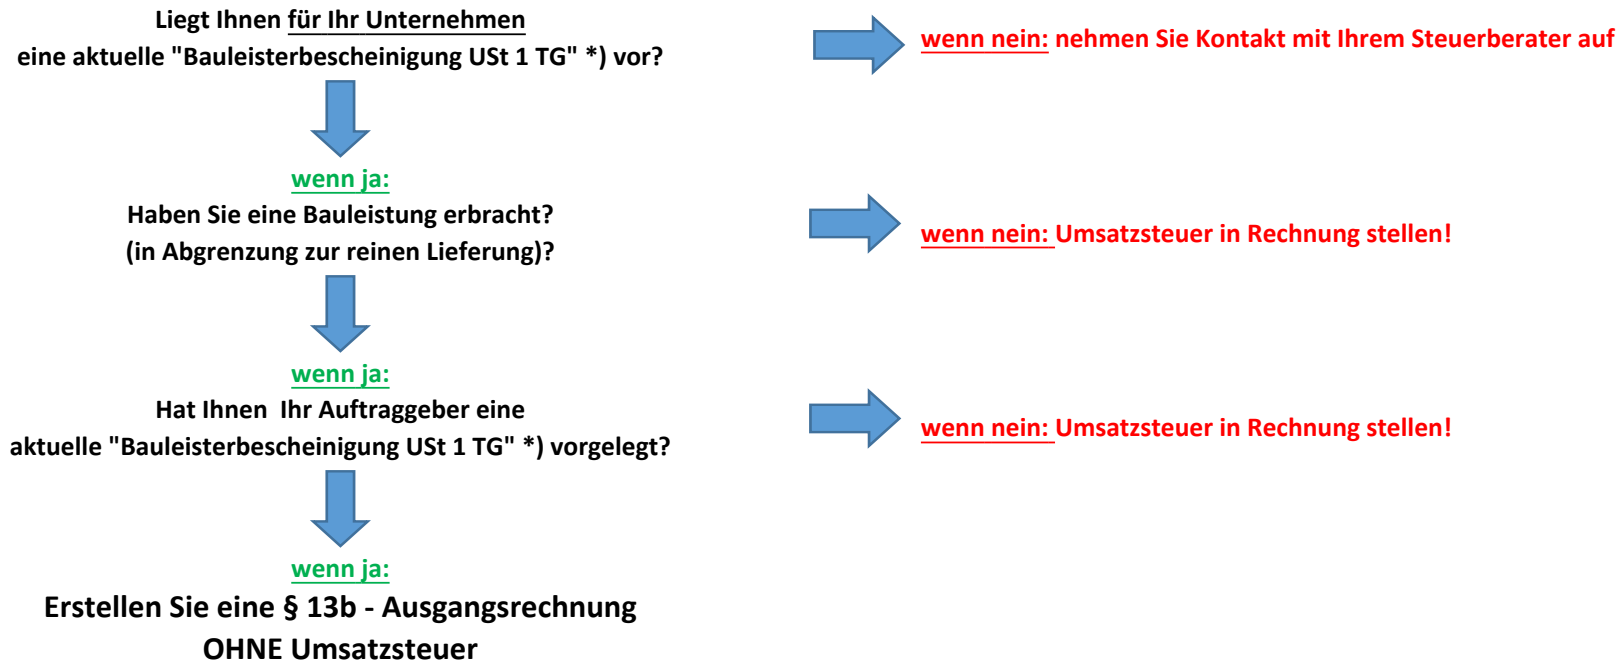 Liegt Ihnen für Ihr Unternehmen
eine aktuelle "Bauleisterbescheinigung USt 1 TG" *) vor?
wenn nein: nehmen Sie Kontakt mit Ihrem Steuerberater auf
wenn ja:
Haben Sie eine Bauleistung erbracht?
(in Abgrenzung zur reinen Lieferung)?
wenn nein: Umsatzsteuer in Rechnung stellen!
wenn ja:
Hat Ihnen Ihr Auftraggeber eine
aktuelle "Bauleisterbescheinigung USt 1 TG" *) vorgelegt?
wenn nein: Umsatzsteuer in Rechnung stellen!
wenn ja:
Erstellen Sie eine § 13b - Ausgangsrechnung
OHNE Umsatzsteuer